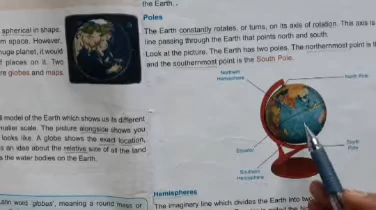 the Earth.
Poles
The Earth constantly rotates, or turns, on its axis of rotation. This axis is
line passing through the Earth that points north and south.
Look at the picture. The Earth has two poles. The northernmost point is
and the southernmost point is the South Pole.
spherical in shape.
m space. However,
huge planet, it would
f places on it. Two
re globes and maps.
Northern
Hemisphere
North Pole
Equator
South
Pole
Southern
Hemisphere
l model of the Earth which shows us its different
maller scale. The picture alongside shows you
looks like. A globe shows the exact location,
s an idea about the relative size of all the land
s the water bodies on the Earth.
Hemispheres
The imaginary line which divides the Earth into two
atin word 'globus', meaning a round mass or